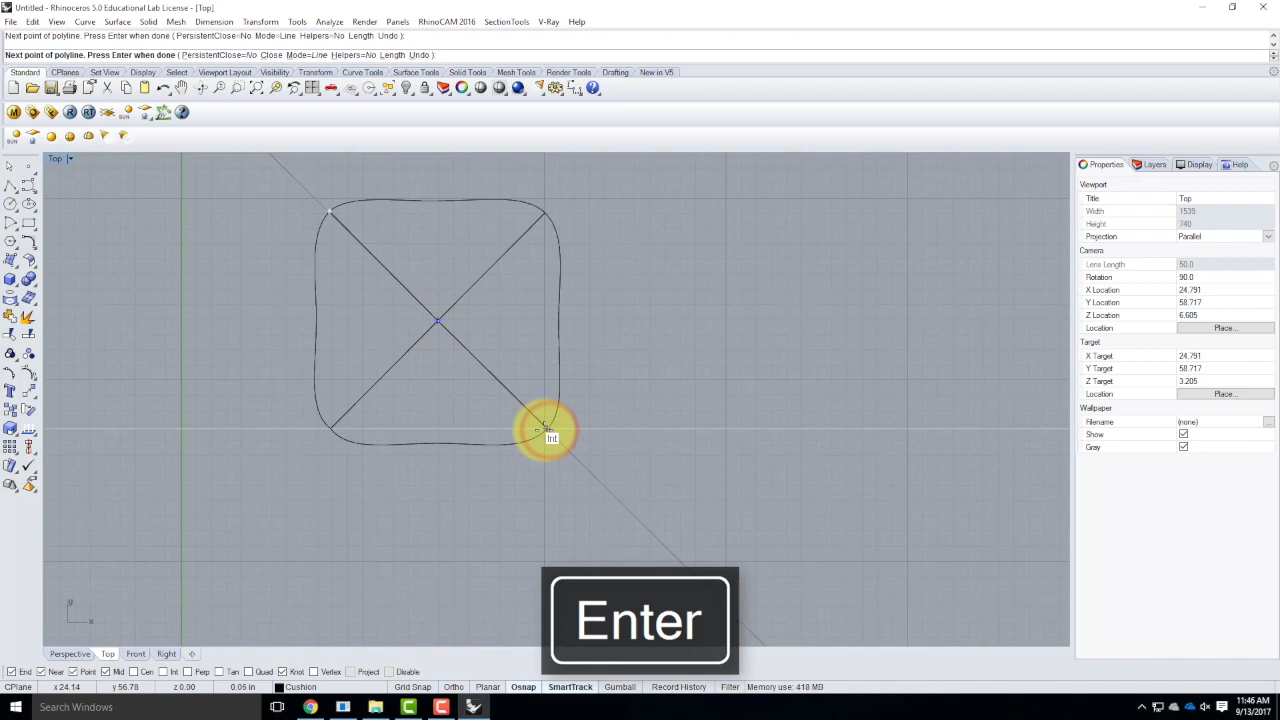 Untitled - Rhinoceros 5.0 Educational Lab License - [Top]
File Edit View Curve Surface Solid Mesh Dimension Transform Tools Analyze Render Panels RhinoCAM 2016 SectionTools V-Ray Help
Next point of polyline. Press Enter when done ( PersistentClose=No Mode=Line Helpers=No Length Undo ):
Next point of polyline. Press Enter when done ( PersistentClose=No Close Mode=Line Helpers=No Length Undo ):
Standard CPlanes Set View Display Select Viewport Layout Visibility Transform Curve Tools Surface Tools Solid Tools Mesh Tools Render Tools Drafting New in V5
M R RT
SUN
SUN
Top
Properties Layers Display Help
Viewport
Title Top
Width 1539
Height 740
Projection Parallel
Camera
Lens Length 50.0
Rotation 90.0
X Location 24.791
Y Location 58.717
Z Location 6.605
Location Place...
Target
X Target 24.791
Y Target 58.717
Z Target 3.205
Location Place...
Wallpaper
Filename (none) ...
Show
Gray
Int
Enter
y
x
Perspective Top Front Right
End Near Point Mid Cen Int Perp Tan Quad Knot Vertex Project Disable
CPlane x 24.14 y 56.78 z 0.00 0.05 in Cushion Grid Snap Ortho Planar Osnap SmartTrack Gumball Record History Filter Memory use: 418 MB
Search Windows
11:46 AM
9/13/2017